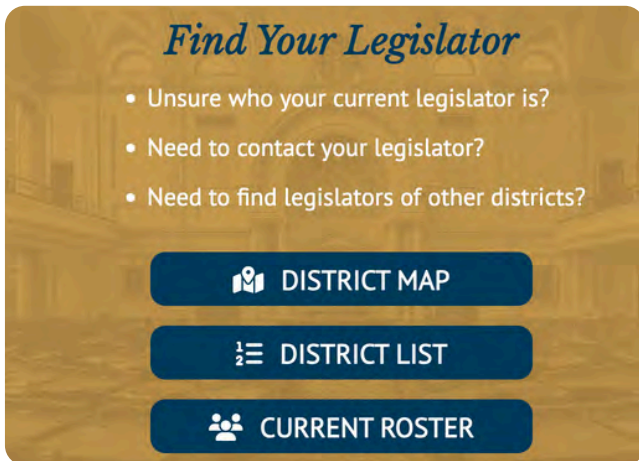 Find Your Legislator
• Unsure who your current legislator is?
• Need to contact your legislator?
• Need to find legislators of other districts?
DISTRICT MAP
DISTRICT LIST
CURRENT ROSTER